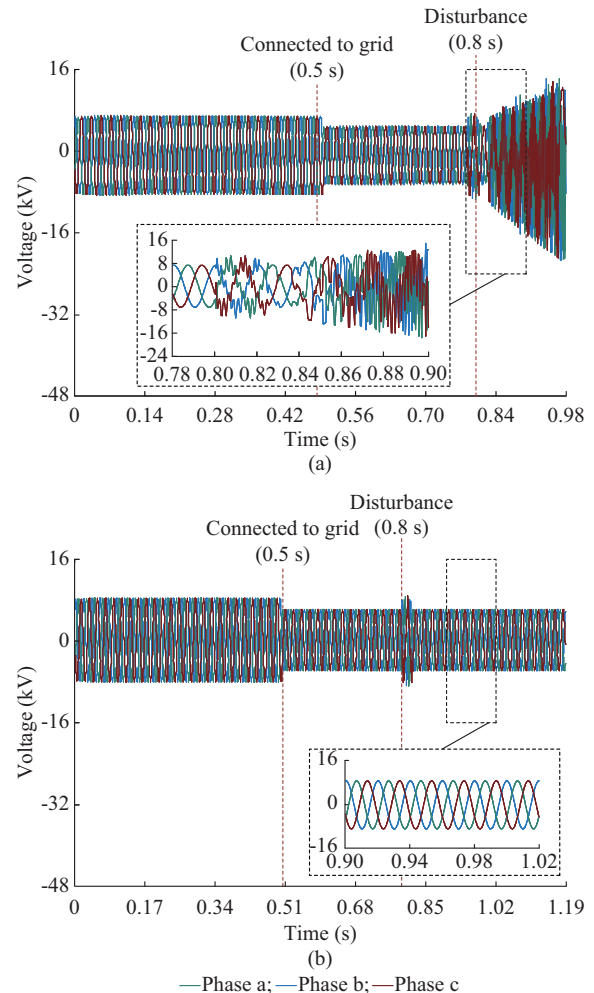 Disturbance
(0.8 s)
Connected to grid
(0.5 s)
16
0
-16
-32
-48
Voltage (kV)
16
8
0
-8
-16
-24
0.78 0.80 0.82 0.84 0.86 0.88 0.90
0 0.14 0.28 0.42 0.56 0.70 0.84 0.98
Time (s)
(a)
Disturbance
(0.8 s)
Connected to grid
(0.5 s)
16
0
-16
-32
-48
Voltage (kV)
16
0
-16
0.90 0.94 0.98 1.02
0 0.17 0.34 0.51 0.68 0.85 1.02 1.19
Time (s)
(b)
—Phase a; —Phase b; —Phase c